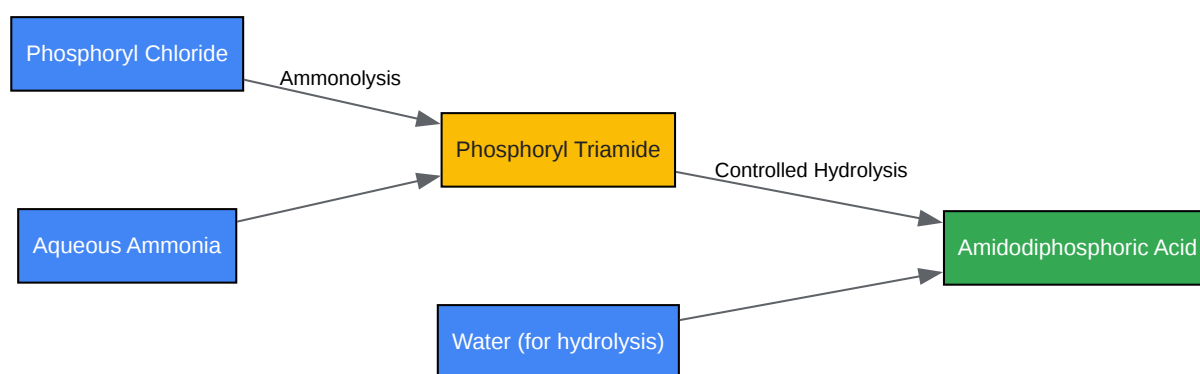 Phosphoryl Chloride
Ammonolysis
Phosphoryl Triamide
Controlled Hydrolysis
Aqueous Ammonia
Amidodiphosphoric Acid
Water (for hydrolysis)